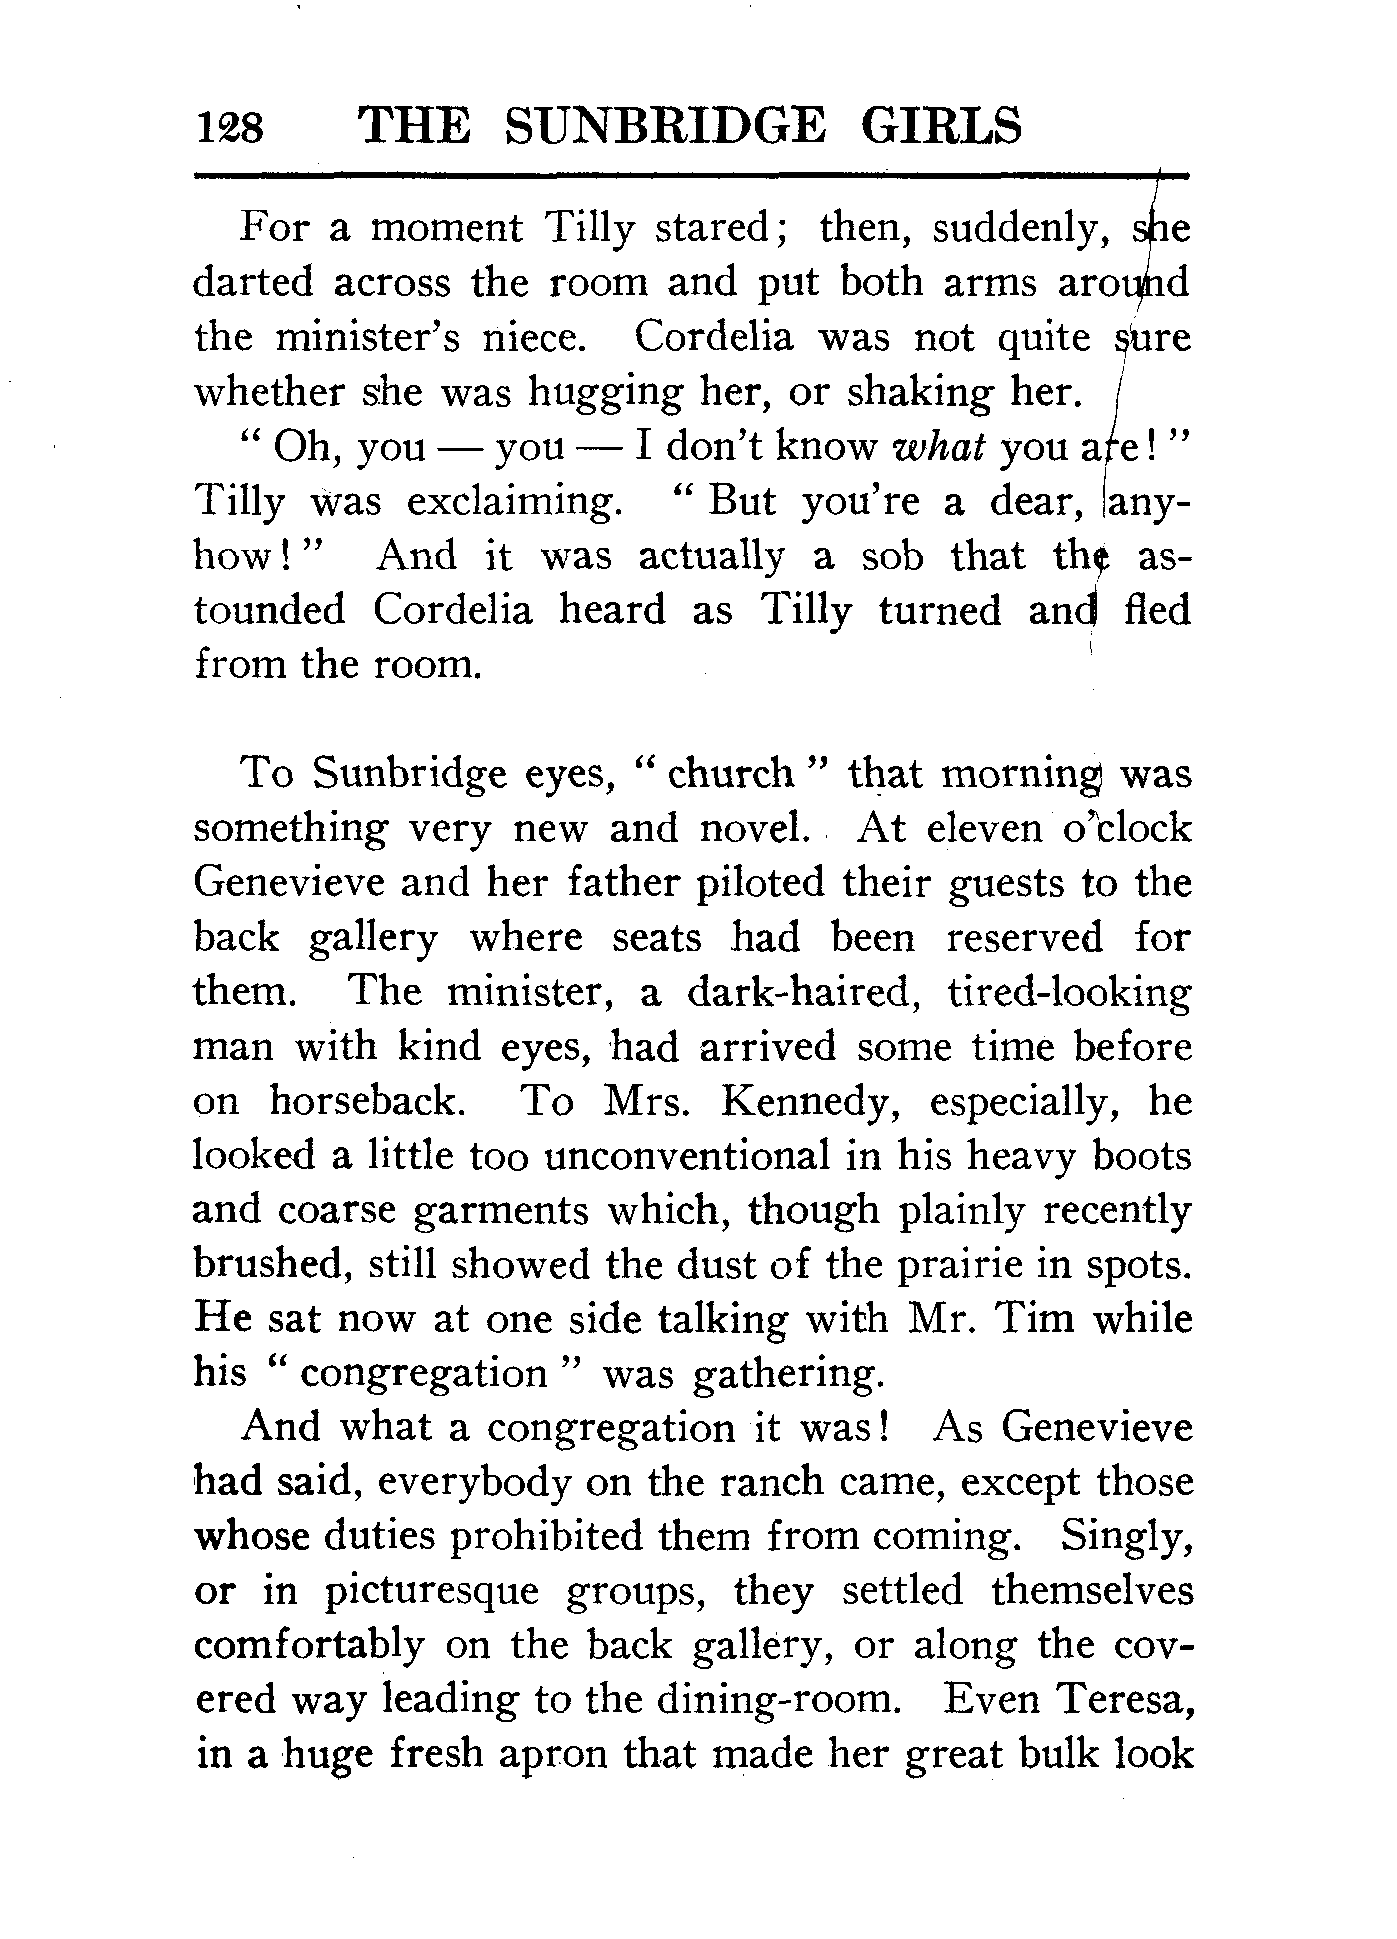 128 THE SUNBRIDGE GIRLS
For a moment Tilly stared; then, suddenly, she
darted across the room and put both arms around
the minister's niece. Cordelia was not quite sure
whether she was hugging her, or shaking her.
" Oh, you — you — I don't know what you are! "
Tilly was exclaiming. " But you're a dear, any-
how! " And it was actually a sob that the as-
tounded Cordelia heard as Tilly turned and fled
from the room.
To Sunbridge eyes, " church " that morning was
something very new and novel. At eleven o'clock
Genevieve and her father piloted their guests to the
back gallery where seats had been reserved for
them. The minister, a dark-haired, tired-looking
man with kind eyes, had arrived some time before
on horseback. To Mrs. Kennedy, especially, he
looked a little too unconventional in his heavy boots
and coarse garments which, though plainly recently
brushed, still showed the dust of the prairie in spots.
He sat now at one side talking with Mr. Tim while
his " congregation " was gathering.
And what a congregation it was! As Genevieve
had said, everybody on the ranch came, except those
whose duties prohibited them from coming. Singly,
or in picturesque groups, they settled themselves
comfortably on the back gallery, or along the cov-
ered way leading to the dining-room. Even Teresa,
in a huge fresh apron that made her great bulk look